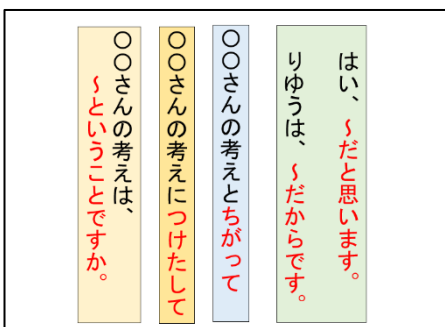 はい、～だと思います。
りゆうは、～だからです。
〇〇さんの考えとちがって
〇〇さんの考えにつけたして
〇〇さんの考えは、
～ということですか。